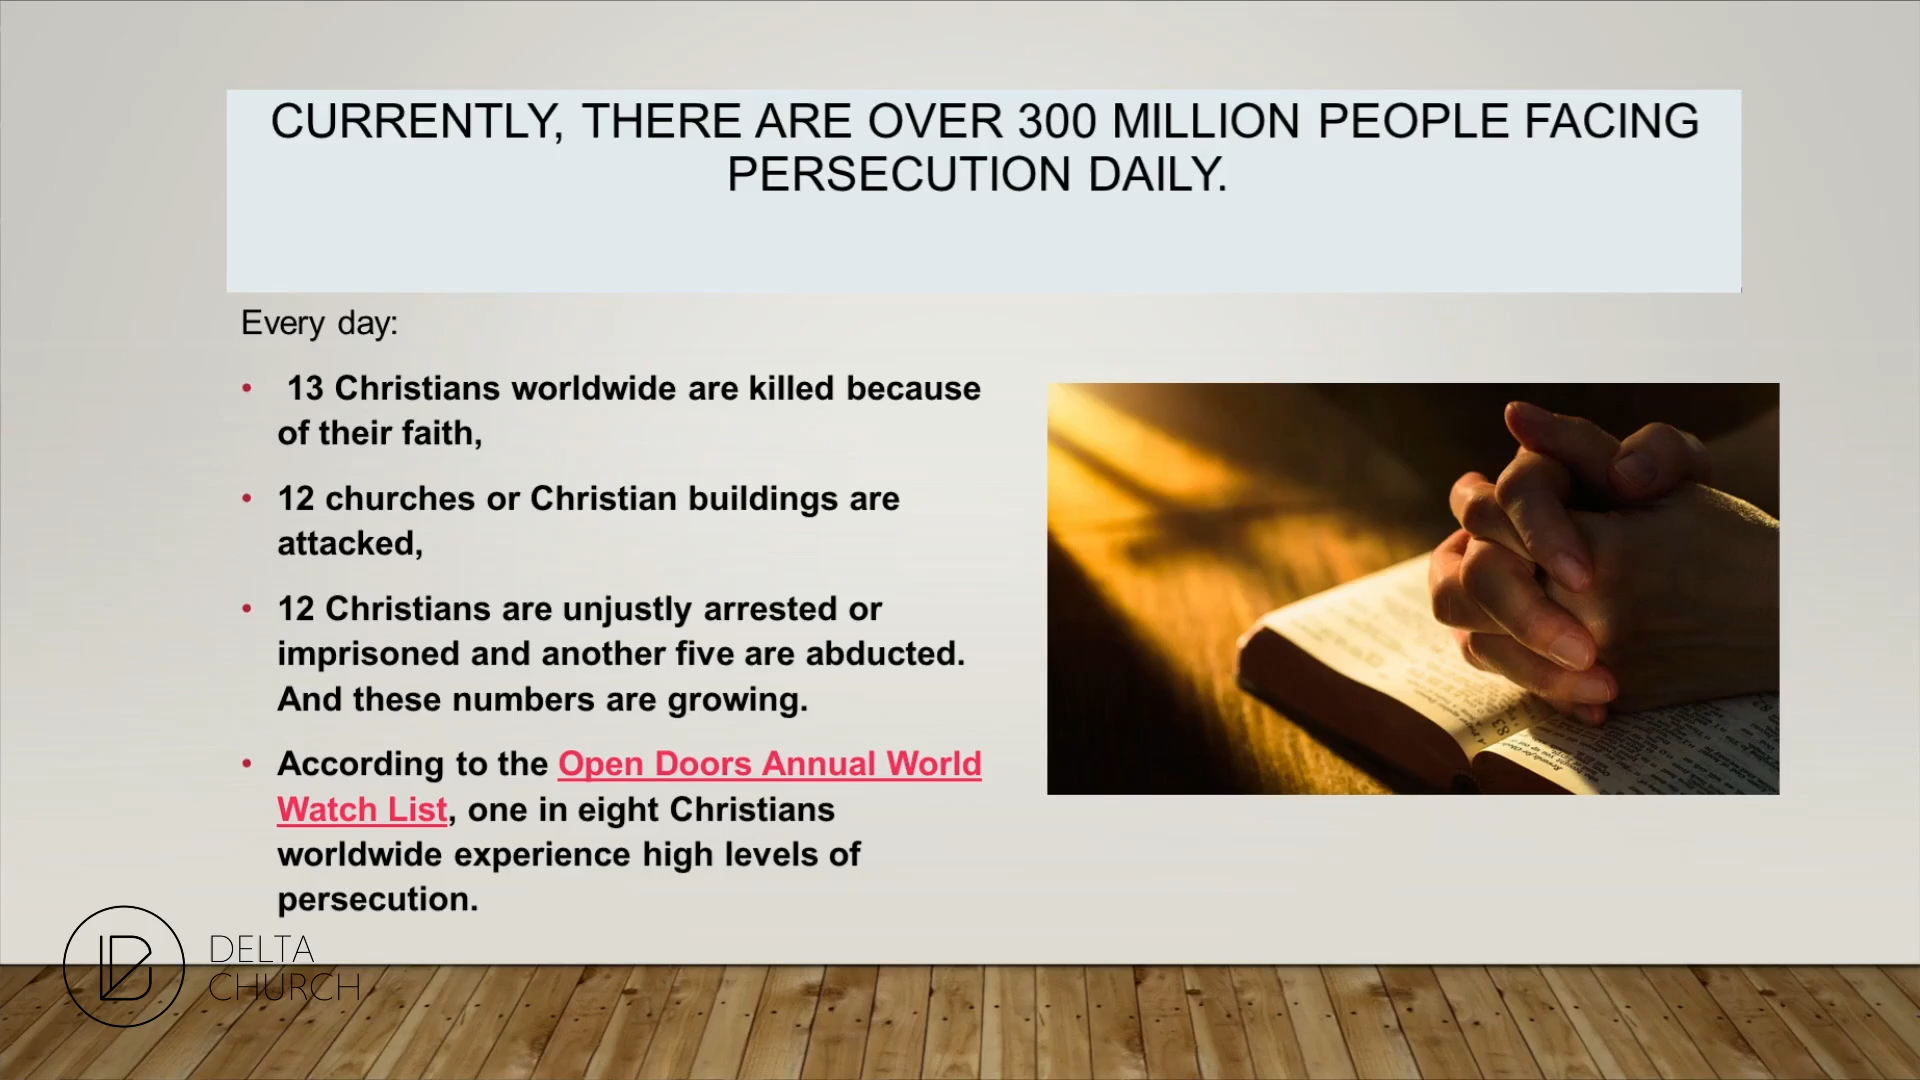 CURRENTLY, THERE ARE OVER 300 MILLION PEOPLE FACING
PERSECUTION DAILY.
Every day:
• 13 Christians worldwide are killed because
of their faith,
• 12 churches or Christian buildings are
attacked,
• 12 Christians are unjustly arrested or
imprisoned and another five are abducted.
And these numbers are growing.
• According to the Open Doors Annual World
Watch List, one in eight Christians
worldwide experience high levels of
persecution.
DELTA
CHURCH